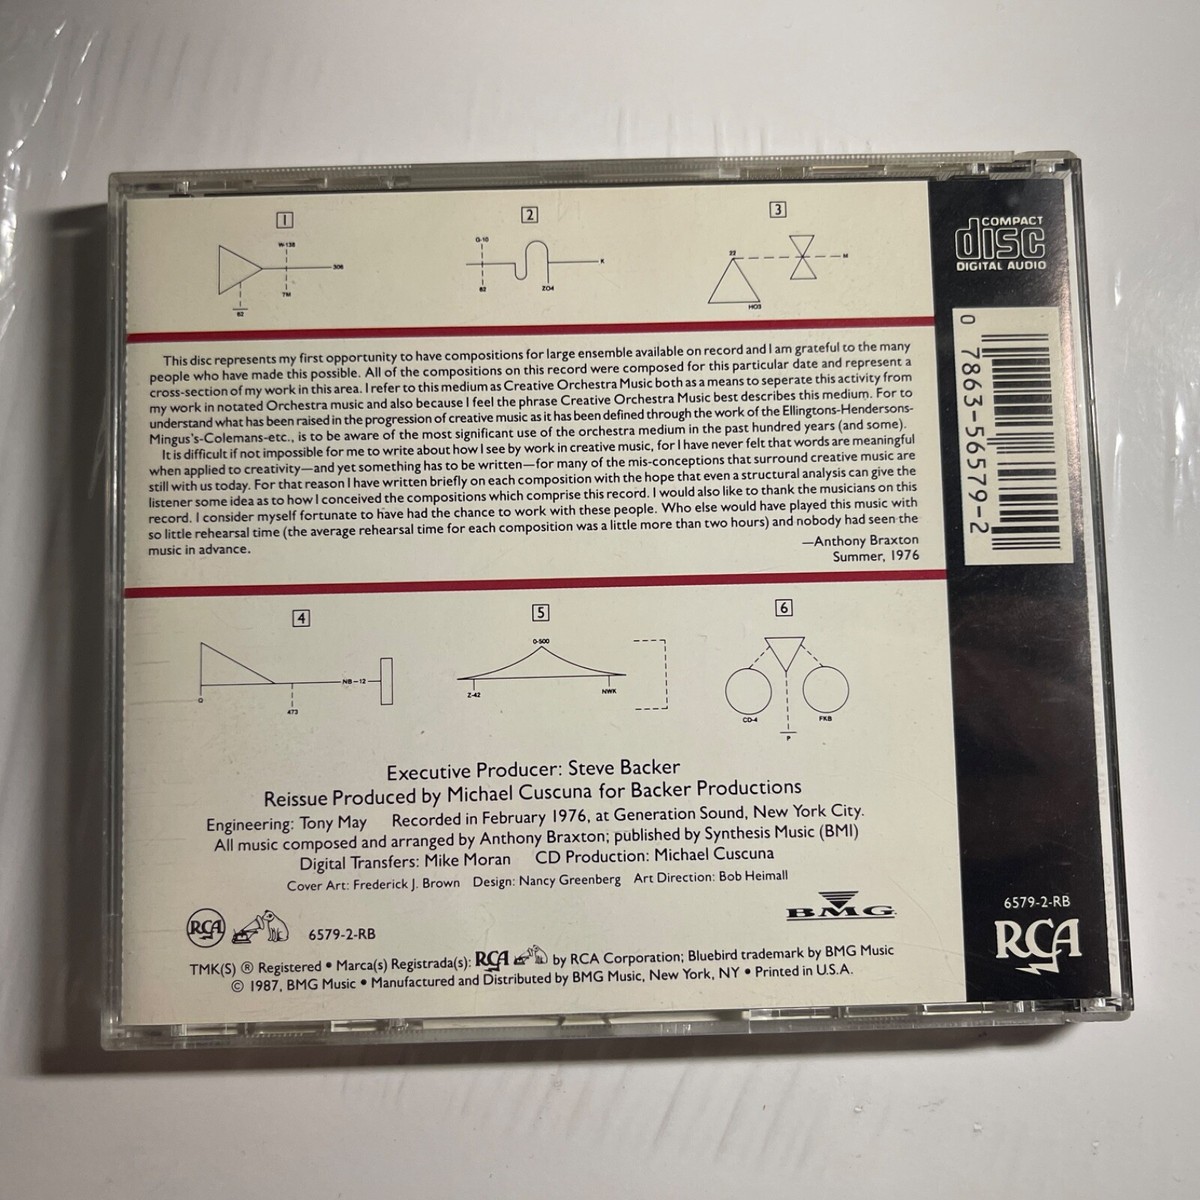 1
2
3
W-138
306
TM
62
G-10
K
62
ZO4
22
M
HO3
COMPACT
disc
DIGITAL AUDIO
0 7863-56579-2
This disc represents my first opportunity to have compositions for large ensemble available on record and I am grateful to the many
people who have made this possible. All of the compositions on this record were composed for this particular date and represent a
cross-section of my work in this area. I refer to this medium as Creative Orchestra Music both as a means to seperate this activity from
my work in notated Orchestra music and also because I feel the phrase Creative Orchestra Music best describes this medium. For to
understand what has been raised in the progression of creative music as it has been defined through the work of the Ellingtons-Hendersons-
Mingus's-Colemans-etc., is to be aware of the most significant use of the orchestra medium in the past hundred years (and some).
It is difficult if not impossible for me to write about how I see by work in creative music, for I have never felt that words are meaningful
when applied to creativity—and yet something has to be written—for many of the mis-conceptions that surround creative music are
still with us today. For that reason I have written briefly on each composition with the hope that even a structural analysis can give the
listener some idea as to how I conceived the compositions which comprise this record. I would also like to thank the musicians on this
record. I consider myself fortunate to have had the chance to work with these people. Who else would have played this music with
so little rehearsal time (the average rehearsal time for each composition was a little more than two hours) and nobody had seen the
music in advance.
—Anthony Braxton
Summer, 1976
4
5
6
NB-12
473
O-500
Z-42
NWK
CD-4
FKB
P
Executive Producer: Steve Backer
Reissue Produced by Michael Cuscuna for Backer Productions
Engineering: Tony May Recorded in February 1976, at Generation Sound, New York City.
All music composed and arranged by Anthony Braxton; published by Synthesis Music (BMI)
Digital Transfers: Mike Moran CD Production: Michael Cuscuna
Cover Art: Frederick J. Brown Design: Nancy Greenberg Art Direction: Bob Heimall
RCA 6579-2-RB
BMG
TMK(S) ® Registered • Marca(s) Registrada(s): RCA by RCA Corporation; Bluebird trademark by BMG Music
© 1987, BMG Music • Manufactured and Distributed by BMG Music, New York, NY • Printed in U.S.A.
6579-2-RB
RCA